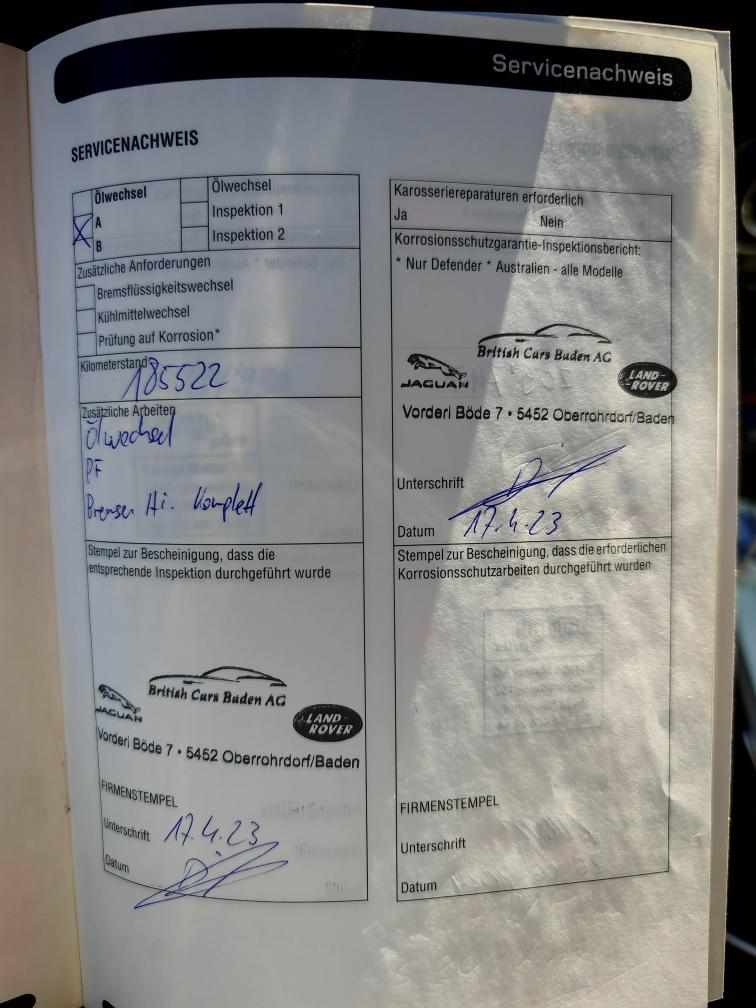 Servicenachweis
SERVICENACHWEIS
Ölwechsel
A
B
Ölwechsel
Inspektion 1
Inspektion 2
Zusätzliche Anforderungen
Bremsflüssigkeitswechsel
Kühlmittelwechsel
Prüfung auf Korrosion*
Kilometerstand
185522
Zusätzliche Arbeiten
Ölwechsel
PF
Bremsen Hi. Komplett
Stempel zur Bescheinigung, dass die
entsprechende Inspektion durchgeführt wurde
British Cars Baden AG
JAGUAR
LAND-
ROVER
Vorderi Böde 7 • 5452 Oberrohrdorf/Baden
FIRMENSTEMPEL
Unterschrift 17.4.23
Datum
Karosseriereparaturen erforderlich
Ja Nein
Korrosionsschutzgarantie-Inspektionsbericht:
* Nur Defender * Australien - alle Modelle
British Cars Baden AG
JAGUAR
LAND-
ROVER
Vorderi Böde 7 • 5452 Oberrohrdorf/Baden
Unterschrift
Datum 17.4.23
Stempel zur Bescheinigung, dass die erforderlichen
Korrosionsschutzarbeiten durchgeführt wurden
FIRMENSTEMPEL
Unterschrift
Datum